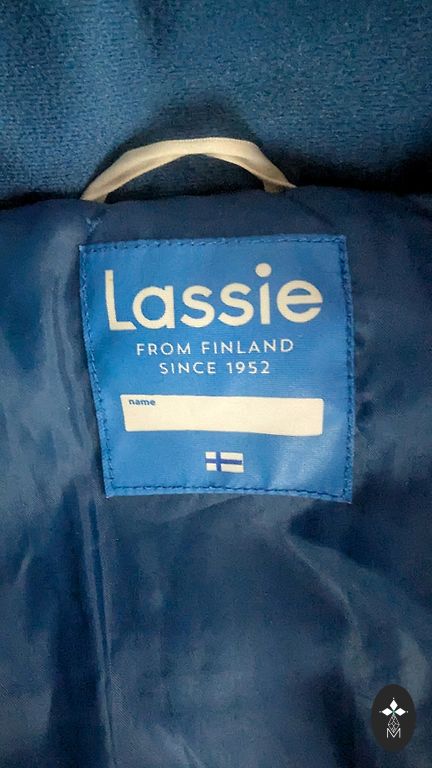 Lassie
FROM FINLAND
SINCE 1952
name
M